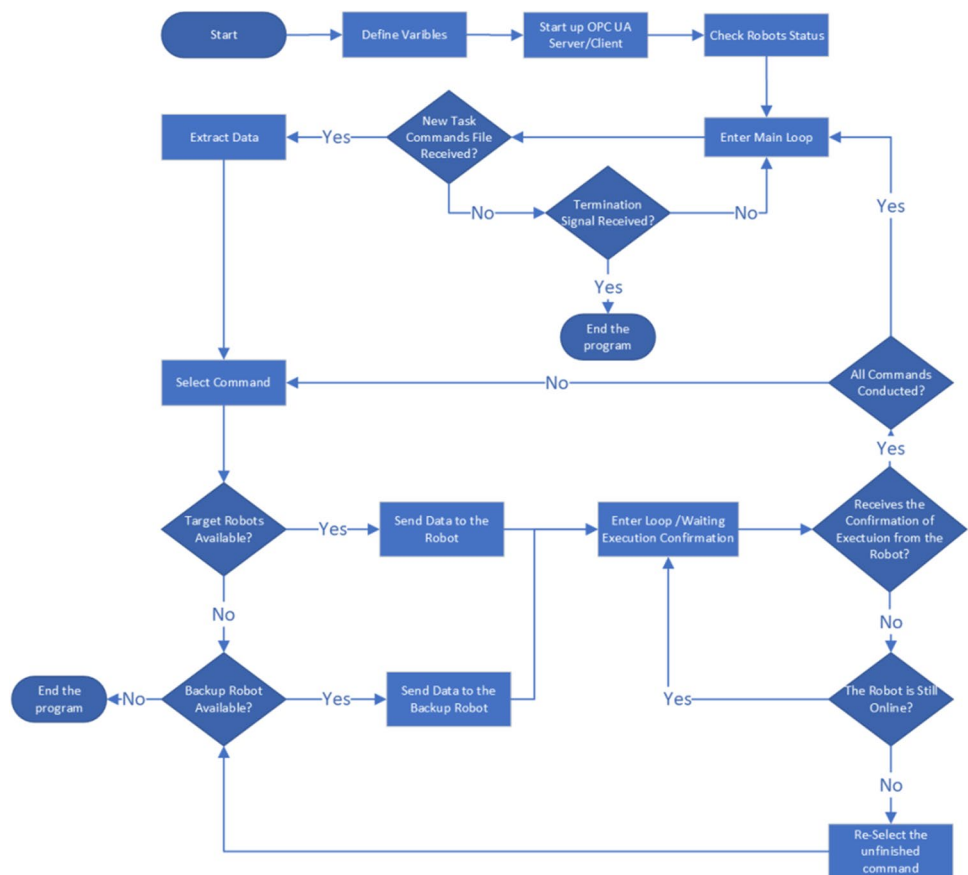 Start
Define Varibles
Start up OPC UA
Server/Client
Check Robots Status
Extract Data
Yes
New Task
Commands File
Received?
Enter Main Loop
No
Termination
Signal Received?
No
Yes
Yes
End the
program
Select Command
No
All Commands
Conducted?
Yes
Target Robots
Available?
Yes
Send Data to the
Robot
Enter Loop /Waiting
Execution Confirmation
Receives the
Confirmation of
Exectuion from the
Robot?
No
No
End the
program
No
Backup Robot
Available?
Yes
Send Data to the
Backup Robot
Yes
The Robot is Still
Online?
No
Re-Select the
unfinished
command